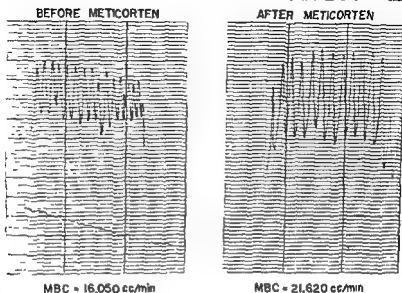 BEFORE METICORTEN
AFTER METICORTEN
MBC = 16.050 cc/min
MBC = 21.620 cc/min